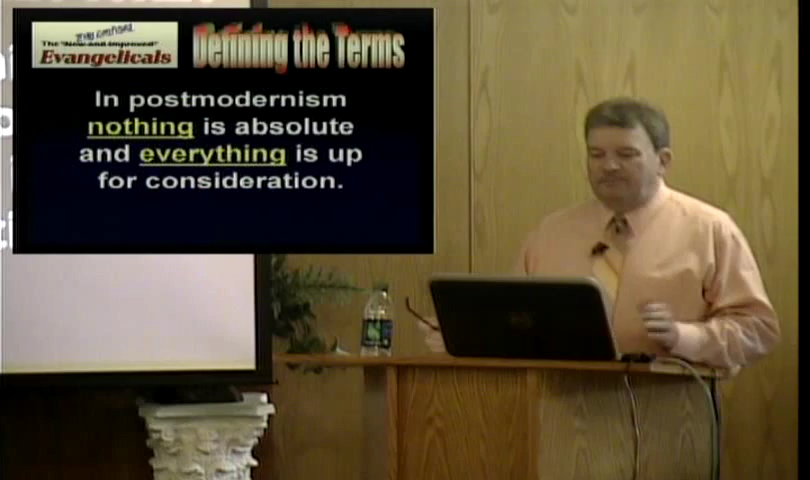 The "New and Improved"
Evangelicals
Defining the Terms
In postmodernism
nothing is absolute
and everything is up
for consideration.